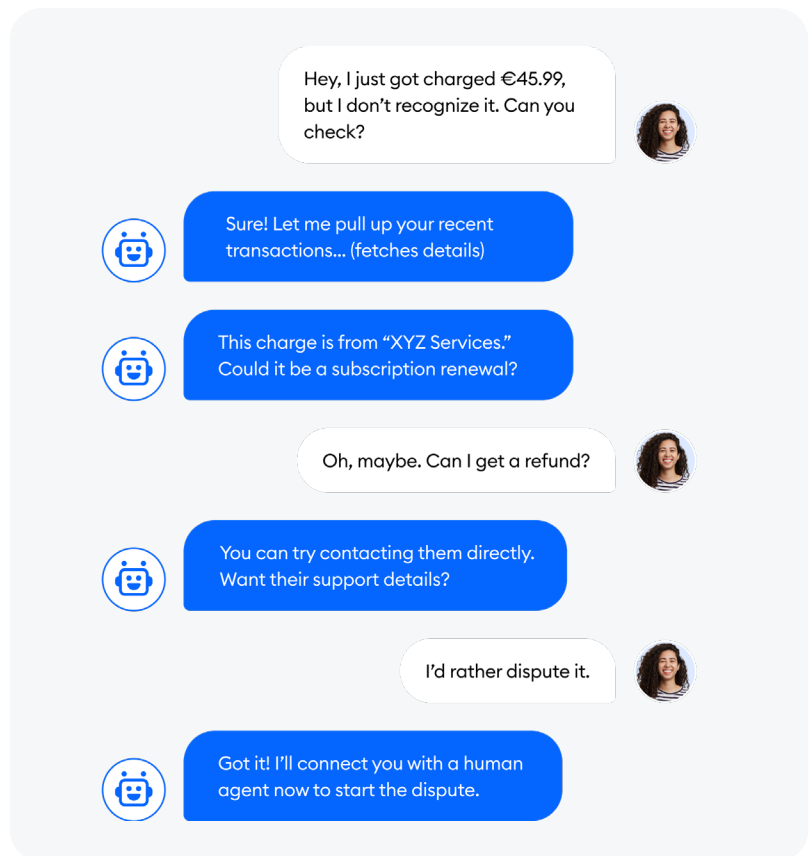 Hey, I just got charged €45.99,
but I don’t recognize it. Can you
check?
Sure! Let me pull up your recent
transactions... (fetches details)
This charge is from “XYZ Services.”
Could it be a subscription renewal?
Oh, maybe. Can I get a refund?
You can try contacting them directly.
Want their support details?
I’d rather dispute it.
Got it! I’ll connect you with a human
agent now to start the dispute.